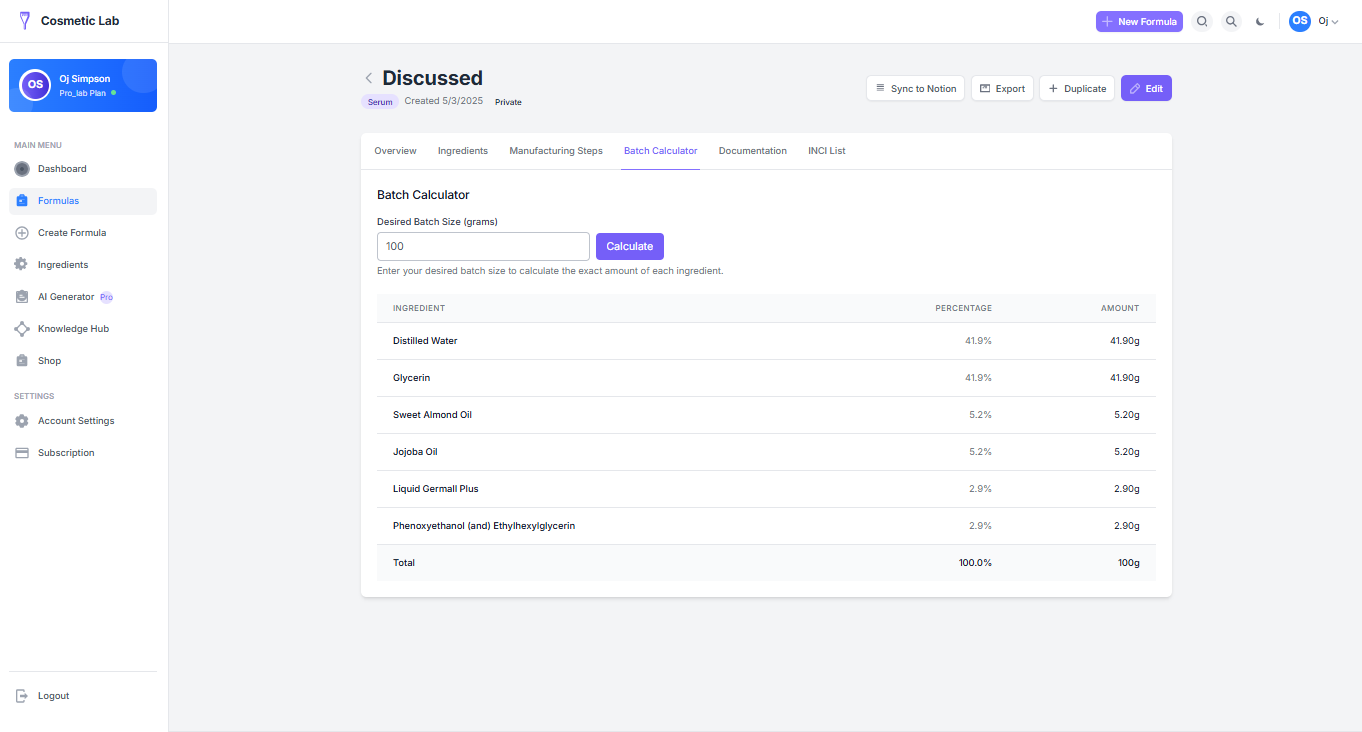 Cosmetic Lab
New Formula
OS
Oj
OS
Oj Simpson
Pro_lab Plan
MAIN MENU
Dashboard
Formulas
Create Formula
Ingredients
AI Generator Pro
Knowledge Hub
Shop
SETTINGS
Account Settings
Subscription
Logout
Discussed
Serum Created 5/3/2025 Private
Sync to Notion
Export
Duplicate
Edit
Overview Ingredients Manufacturing Steps Batch Calculator Documentation INCI List
Batch Calculator
Desired Batch Size (grams)
100
Calculate
Enter your desired batch size to calculate the exact amount of each ingredient.
INGREDIENT PERCENTAGE AMOUNT
Distilled Water 41.9% 41.90g
Glycerin 41.9% 41.90g
Sweet Almond Oil 5.2% 5.20g
Jojoba Oil 5.2% 5.20g
Liquid Germall Plus 2.9% 2.90g
Phenoxyethanol (and) Ethylhexylglycerin 2.9% 2.90g
Total 100.0% 100g